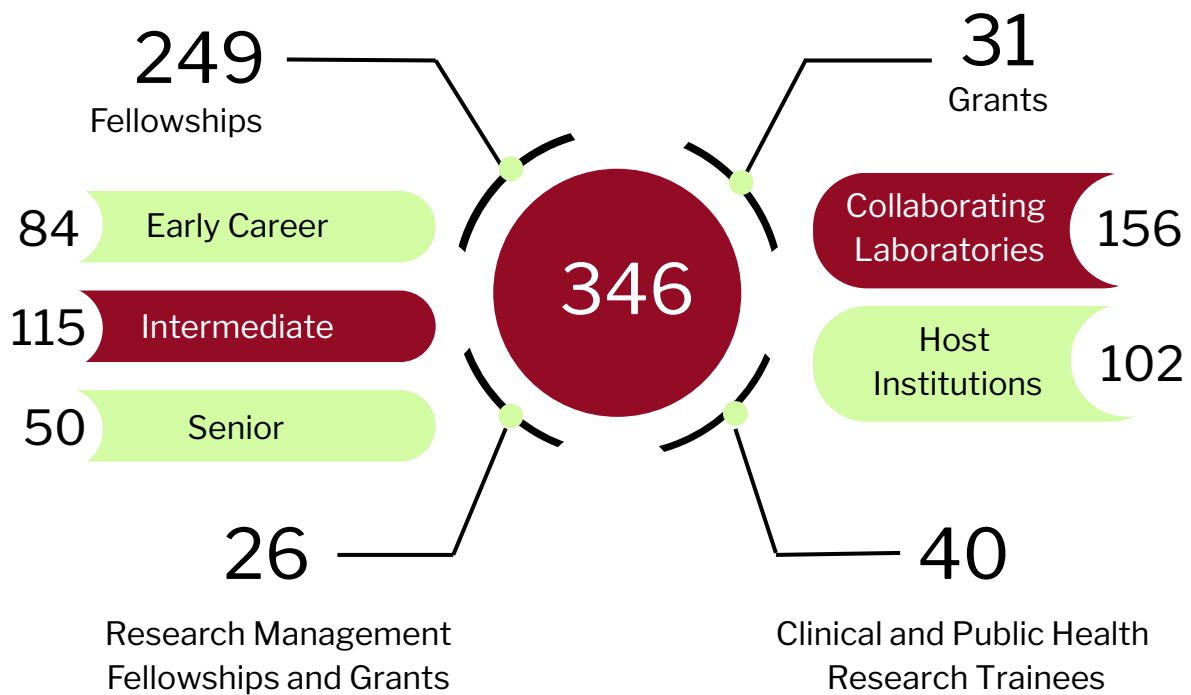 249
Fellowships
84
Early Career
115
Intermediate
50
Senior
346
31
Grants
Collaborating
Laboratories
156
Host
Institutions
102
26
Research Management
Fellowships and Grants
40
Clinical and Public Health
Research Trainees